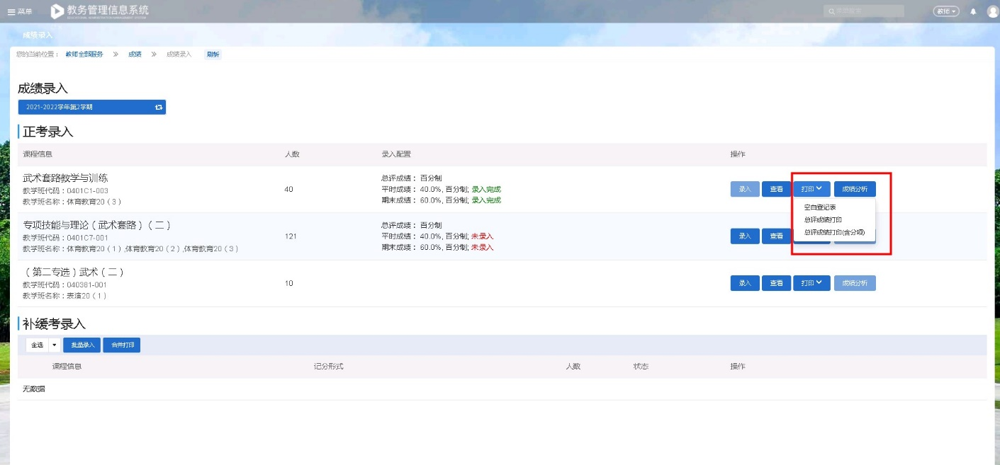 菜单
教务管理信息系统
教师
成绩录入
您的当前位置： 教师全部服务 成绩 成绩录入 刷新
成绩录入
2021-2022学年第2学期
正考录入
课程信息 人数 录入配置 操作
武术套路教学与训练
教学班代码：0401C1-003
教学班名称：体育教育20（3）
40
总评成绩： 百分制
平时成绩： 40.0%, 百分制; 录入完成
期末成绩： 60.0%, 百分制; 录入完成
录入 查看 打印 成绩分析
空白登记表
总评成绩打印
总评成绩打印(含分项)
专项技能与理论（武术套路）（二）
教学班代码：0401C7-001
教学班名称：体育教育20（1）,体育教育20（2）,体育教育20（3）
121
总评成绩： 百分制
平时成绩： 40.0%, 百分制; 未录入
期末成绩： 60.0%, 百分制; 未录入
录入 查看
（第二专选）武术（二）
教学班代码：040381-001
教学班名称：表演20（1）
10
录入 查看 打印 成绩分析
补缓考录入
全选 批量录入 合并打印
课程信息 记分形式 人数 状态 操作
无数据